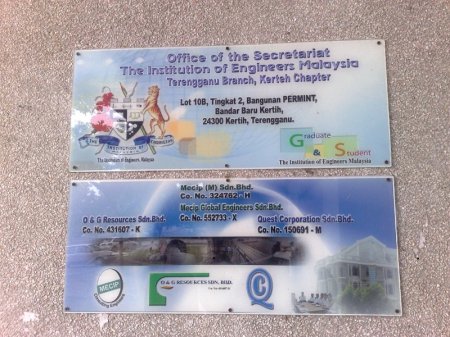 Office of the Secretariat
The Institution of Engineers Malaysia
Terengganu Branch, Kerteh Chapter
Lot 10B, Tingkat 2, Bangunan PERMINT,
Bandar Baru Kertih,
24300 Kertih, Terengganu.
The Institution of Engineers, Malaysia
Graduate
& Student
The Institution of Engineers Malaysia
Mecip (M) Sdn.Bhd.
Co. No. 324762 - H
Mecip Global Engineers Sdn.Bhd.
Co. No. 552733 - X
O & G Resources Sdn.Bhd.
Co. No. 431607 - K
Quest Corporation Sdn.Bhd.
Co. No. 150691 - M
MECIP
O & G RESOURCES SDN. BHD.